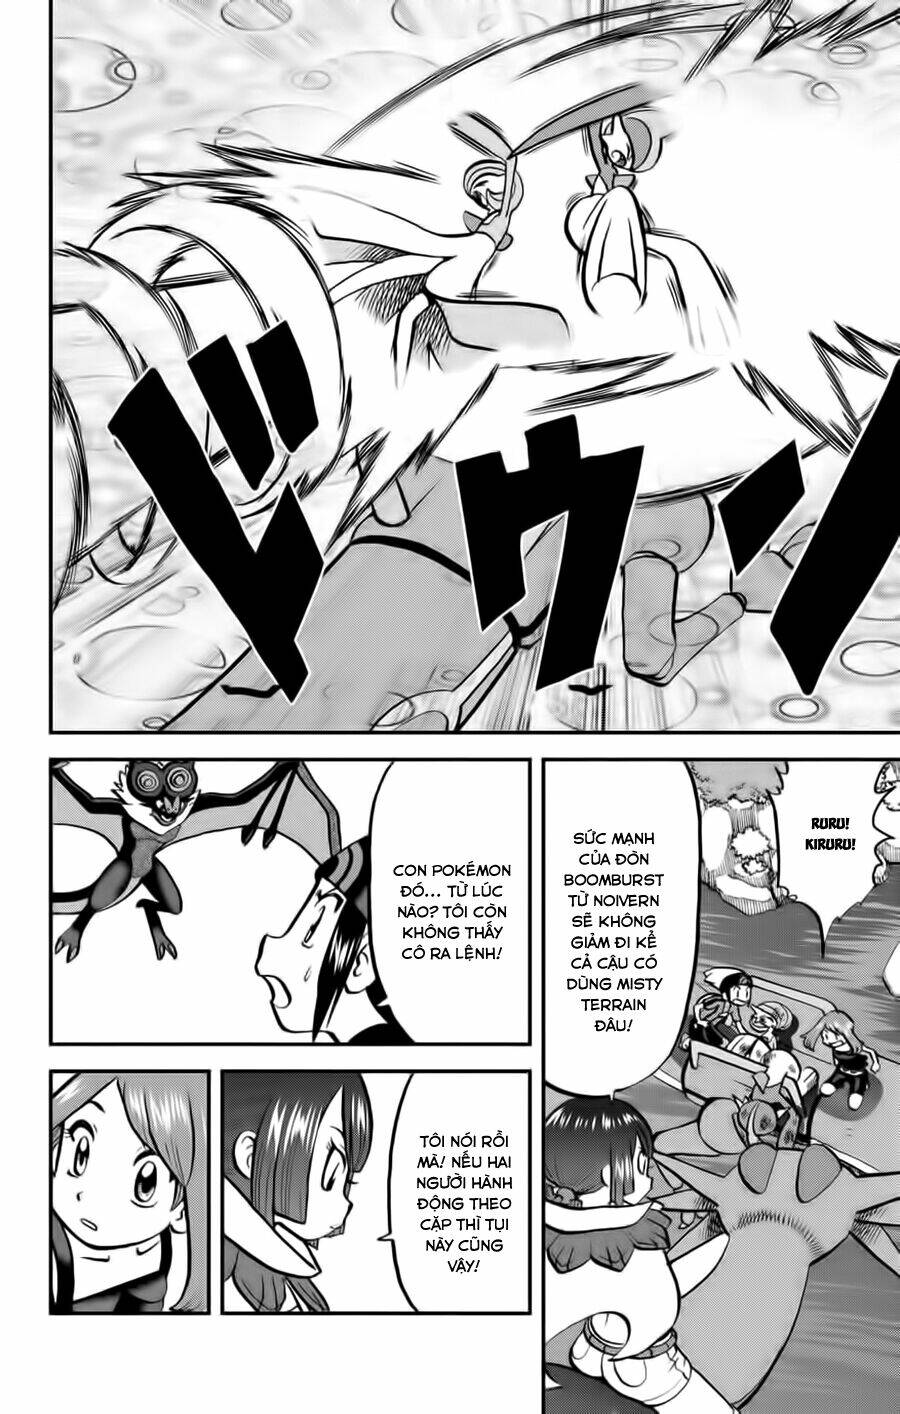 ドウン
RURU!
KIRURU!
SỨC MẠNH
CỦA ĐÒN
BOOMBURST
TỪ NOIVERN
SẼ KHÔNG
GIẢM ĐI KỂ
CẢ CẬU CÓ
DÙNG MISTY
TERRAIN
ĐÂU!
CON POKÉMON
ĐÓ... TỪ LÚC
NÀO? TÔI CÒN
KHÔNG THẤY
CÔ RA LỆNH!
TÔI NÓI RỒI
MÀ! NẾU HAI
NGƯỜI HÀNH
ĐỘNG THEO
CẶP THÌ TỤI
NÀY CŨNG
VẬY!